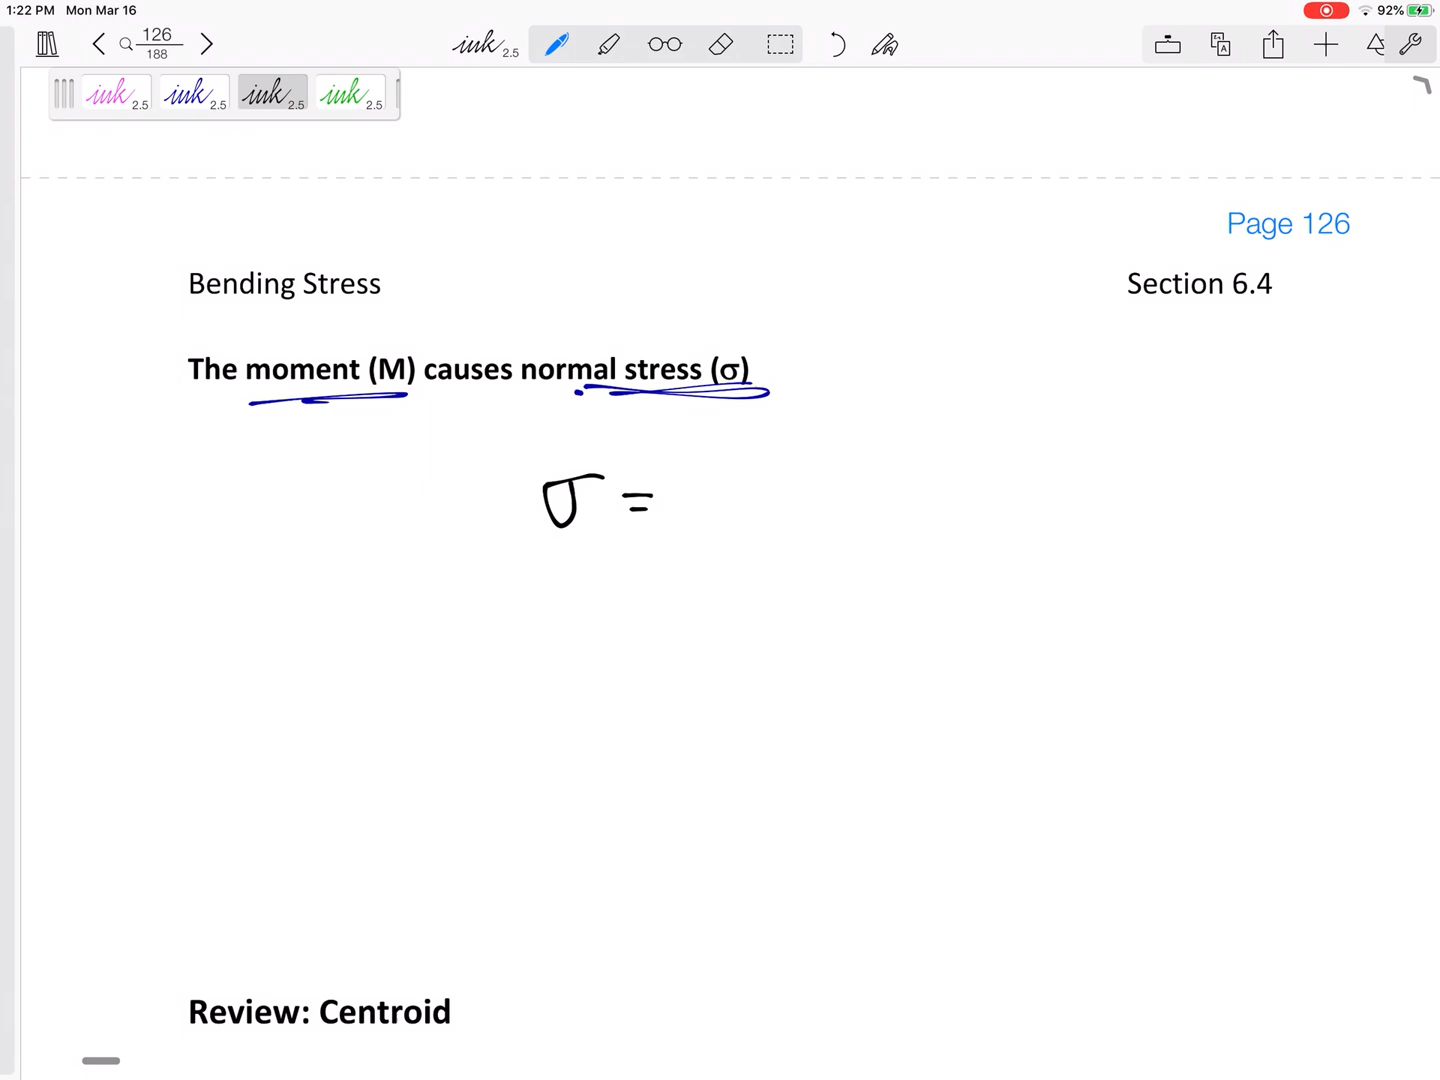 1:22 PM Mon Mar 16
92%
126
188
ink 2.5
ink 2.5 ink 2.5 ink 2.5 ink 2.5
Page 126
Bending Stress Section 6.4
The moment (M) causes normal stress (σ)
σ =
Review: Centroid